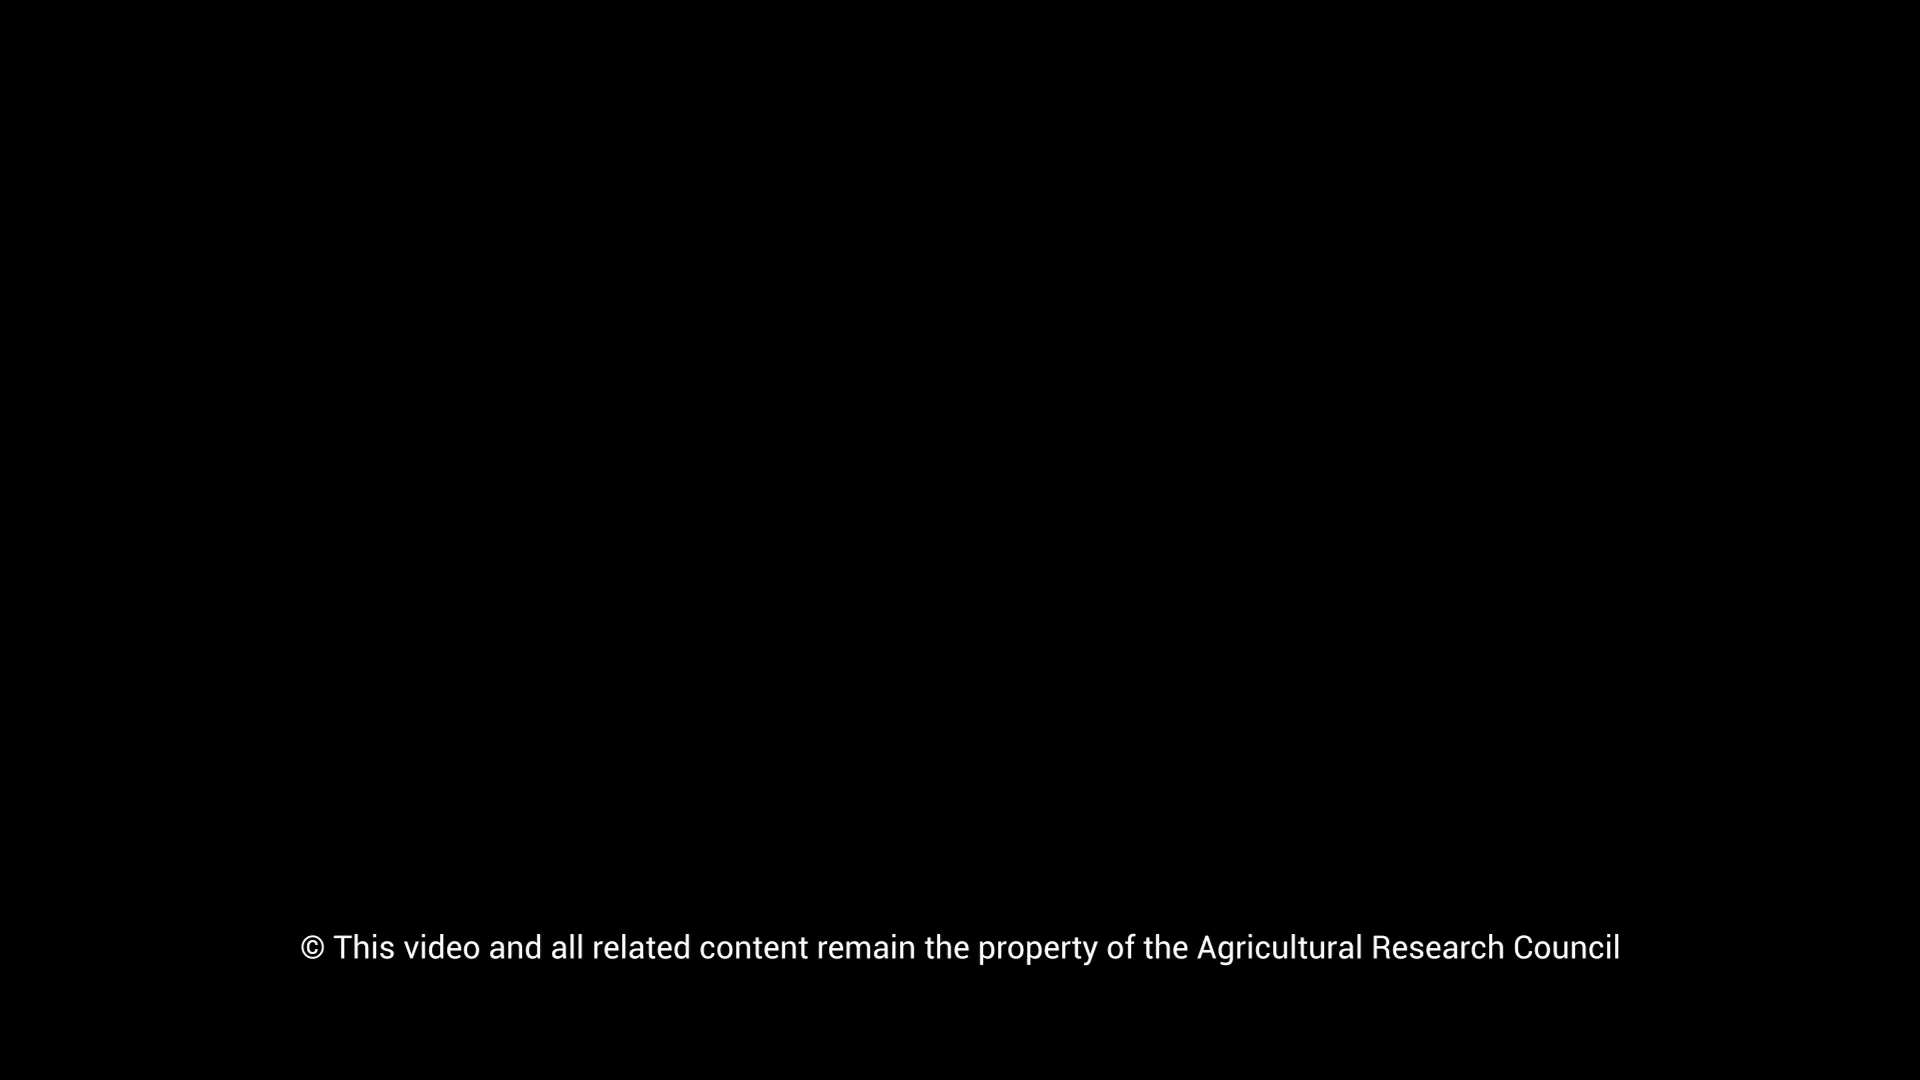 © This video and all related content remain the property of the Agricultural Research Council